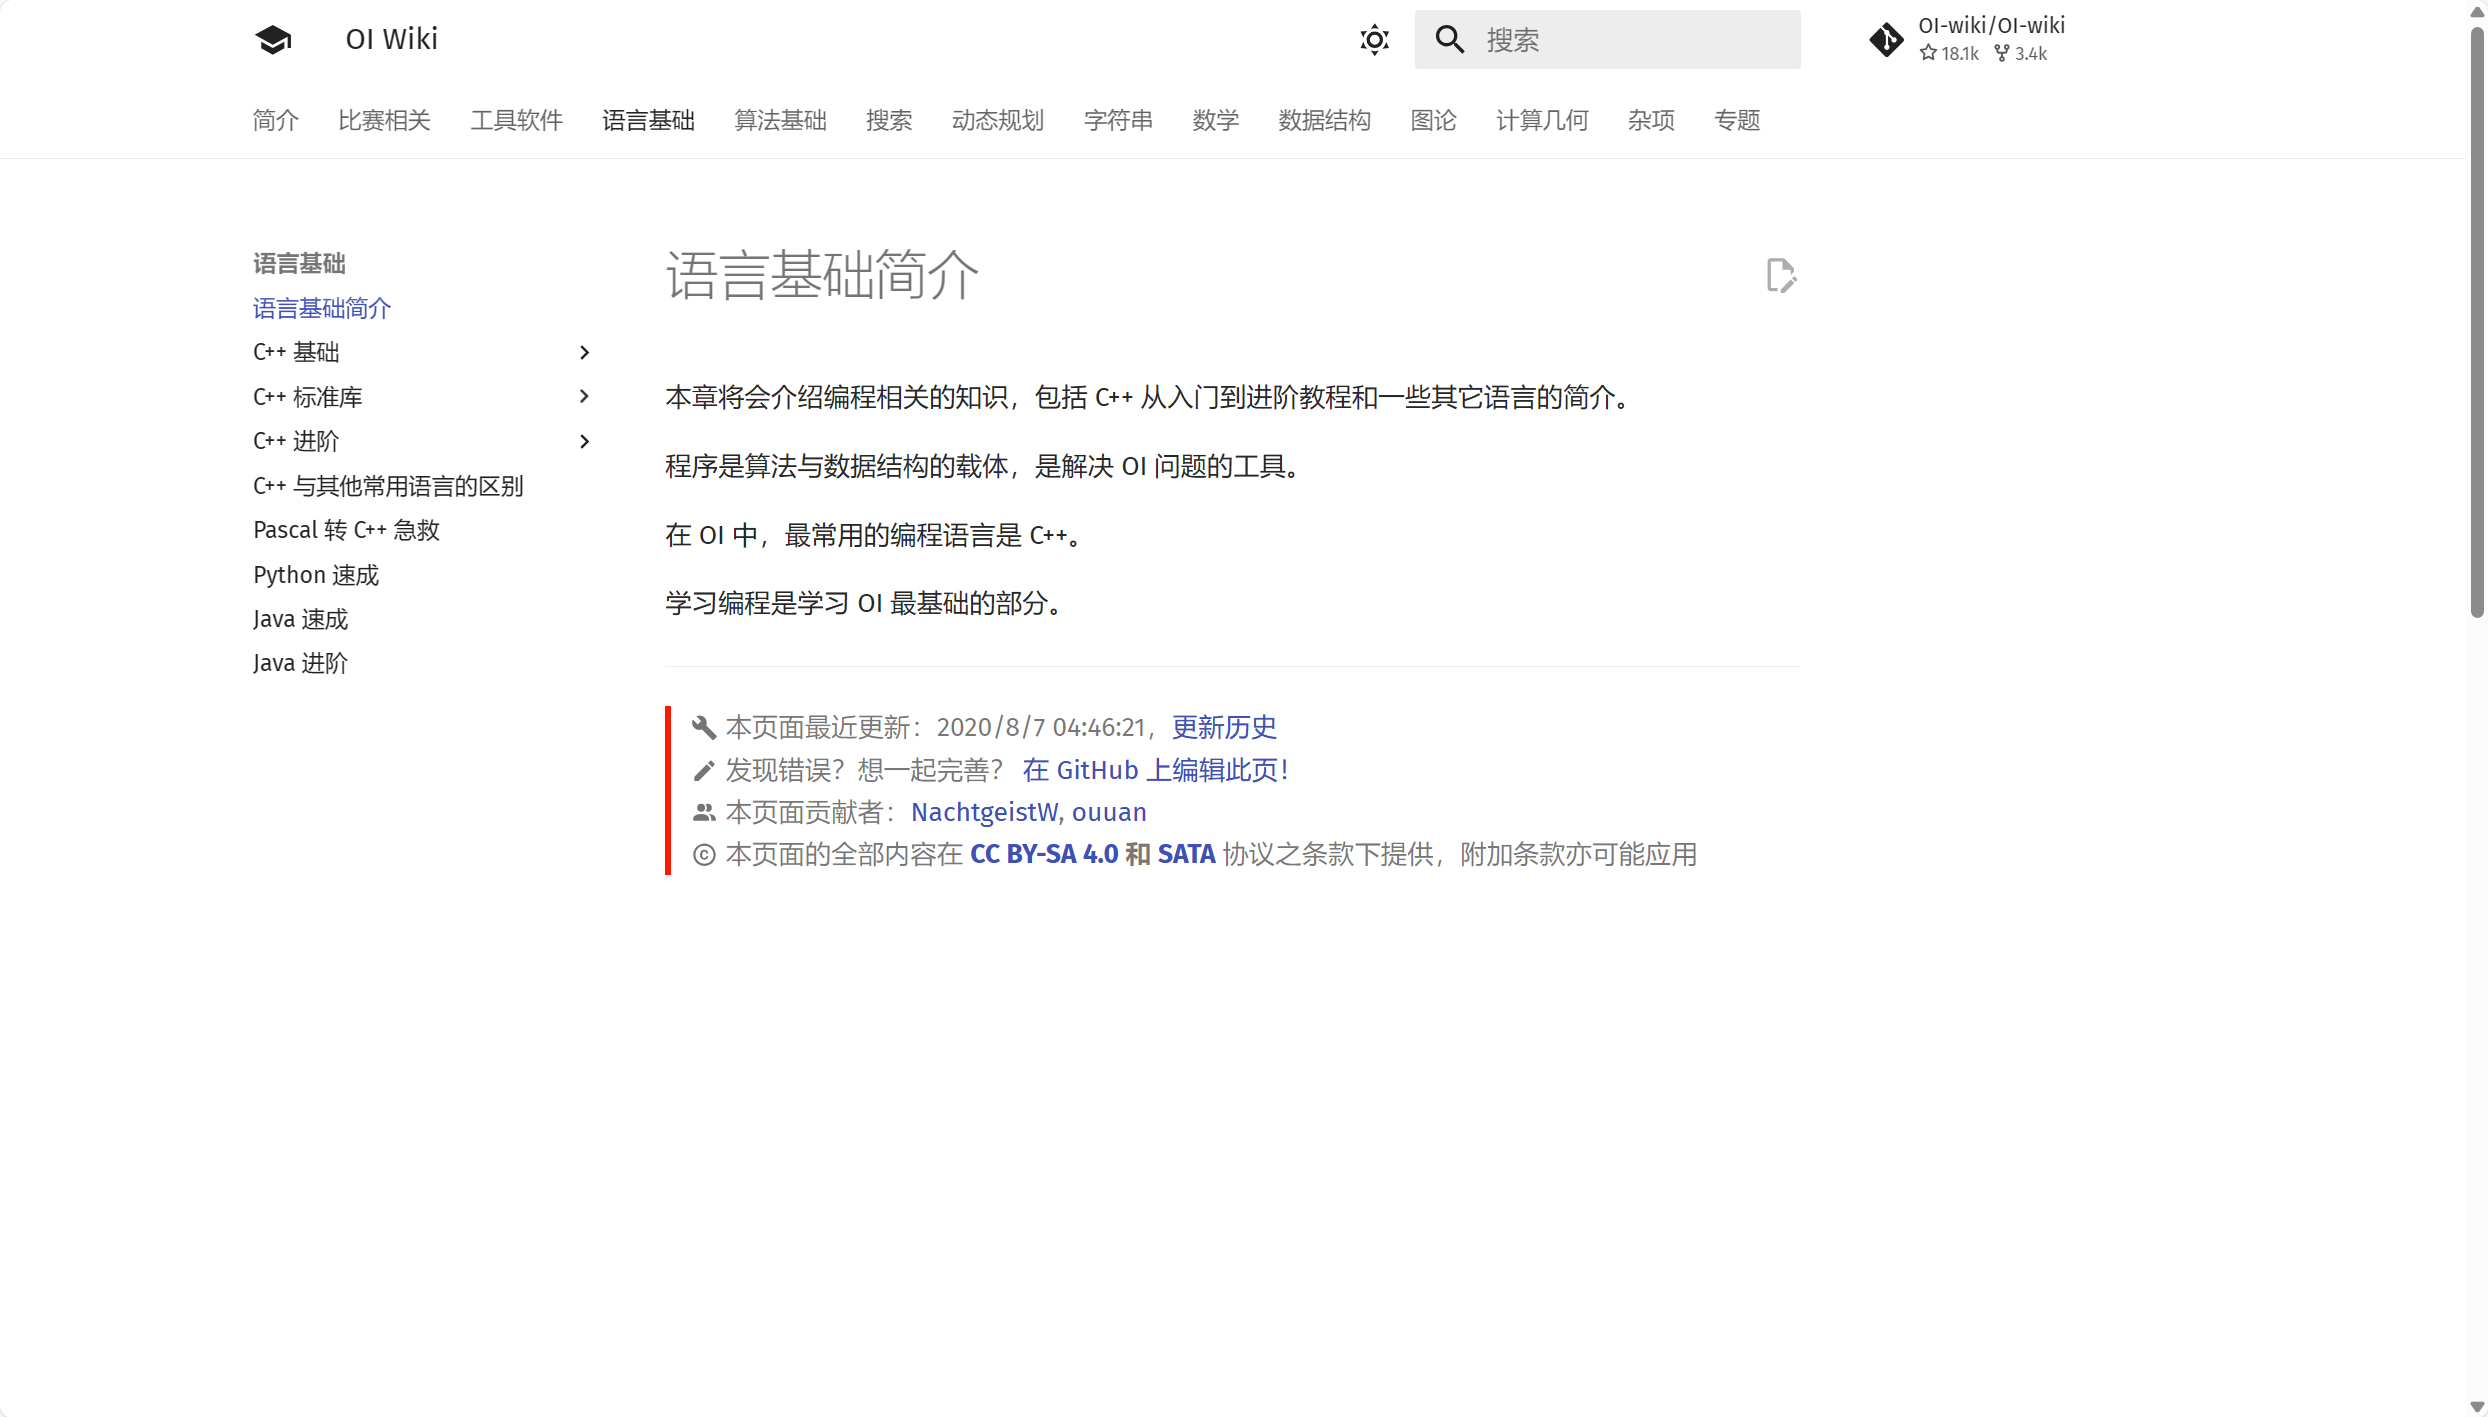 OI Wiki
搜索
OI-wiki/OI-wiki
18.1k 3.4k
简介 比赛相关 工具软件 语言基础 算法基础 搜索 动态规划 字符串 数学 数据结构 图论 计算几何 杂项 专题
语言基础
语言基础简介
C++ 基础
C++ 标准库
C++ 进阶
C++ 与其他常用语言的区别
Pascal 转 C++ 急救
Python 速成
Java 速成
Java 进阶
语言基础简介
本章将会介绍编程相关的知识，包括 C++ 从入门到进阶教程和一些其它语言的简介。
程序是算法与数据结构的载体，是解决 OI 问题的工具。
在 OI 中，最常用的编程语言是 C++。
学习编程是学习 OI 最基础的部分。
本页面最近更新：2020/8/7 04:46:21，更新历史
发现错误？想一起完善？ 在 GitHub 上编辑此页！
本页面贡献者：NachtgeistW, ouuan
本页面的全部内容在 CC BY-SA 4.0 和 SATA 协议之条款下提供，附加条款亦可能应用